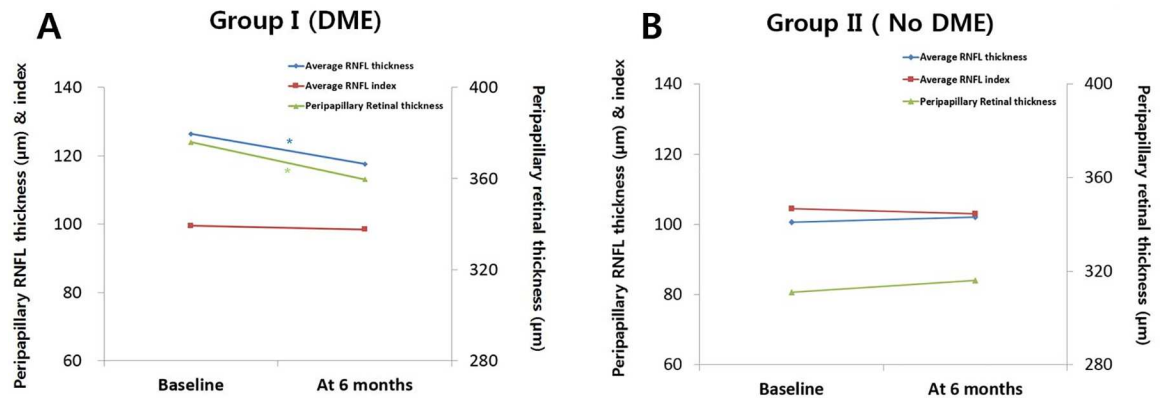 A
Group I (DME)
Average RNFL thickness
Average RNFL index
Peripapillary Retinal thickness
Peripapillary RNFL thickness (μm) & index
140
120
100
80
60
*
*
400
360
320
280
Peripapillary retinal
thickness (μm)
Baseline
At 6 months
B
Group II ( No DME)
Average RNFL thickness
Average RNFL index
Peripapillary Retinal thickness
Peripapillary RNFL thickness (μm) & index
140
120
100
80
60
400
360
320
280
Peripapillary retinal
thickness (μm)
Baseline
At 6 months